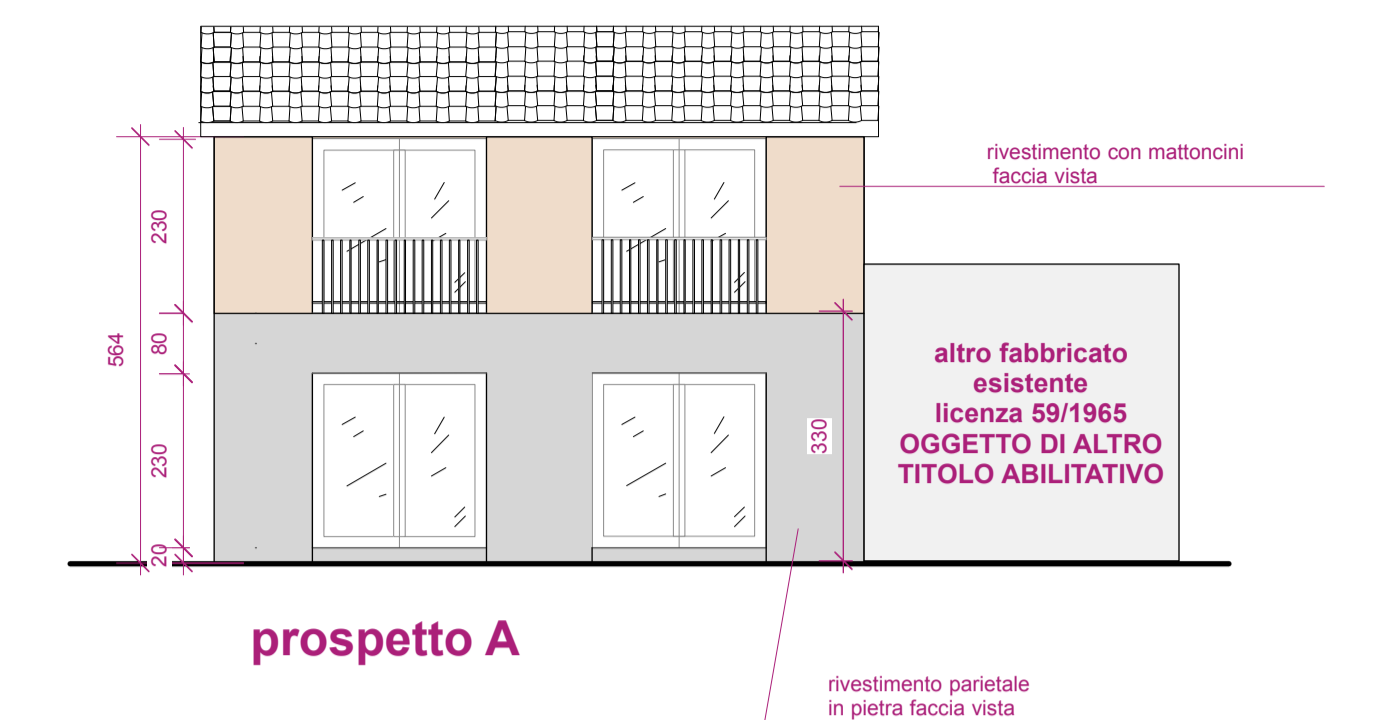 rivestimento con mattoncini
faccia vista
230
564
80
230
20
330
altro fabbricato
esistente
licenza 59/1965
OGGETTO DI ALTRO
TITOLO ABILITATIVO
prospetto A
rivestimento parietale
in pietra faccia vista